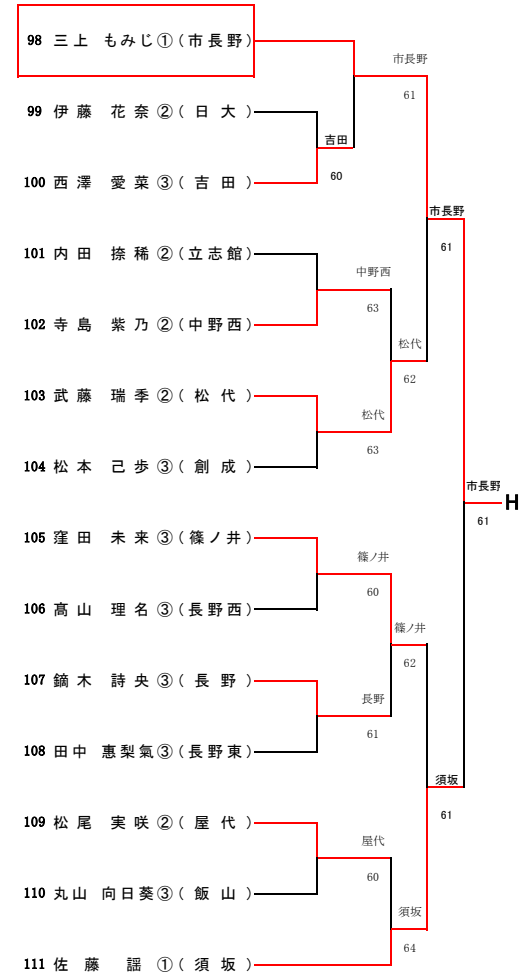 98 三上 もみじ①(市長野)
市長野
61
99 伊藤 花奈②(日大)
吉田
60
100 西澤 愛菜③(吉田)
市長野
61
101 内田 捺稀②(立志館)
中野西
63
102 寺島 紫乃②(中野西)
松代
62
103 武藤 瑞季②(松代)
松代
63
104 松本 己歩③(創成)
市長野
H
61
105 窪田 未来③(篠ノ井)
篠ノ井
60
106 髙山 理名③(長野西)
篠ノ井
62
107 鏑木 詩央③(長野)
長野
61
108 田中 惠梨氣③(長野東)
須坂
61
109 松尾 実咲②(屋代)
屋代
60
110 丸山 向日葵③(飯山)
須坂
64
111 佐藤 謡①(須坂)